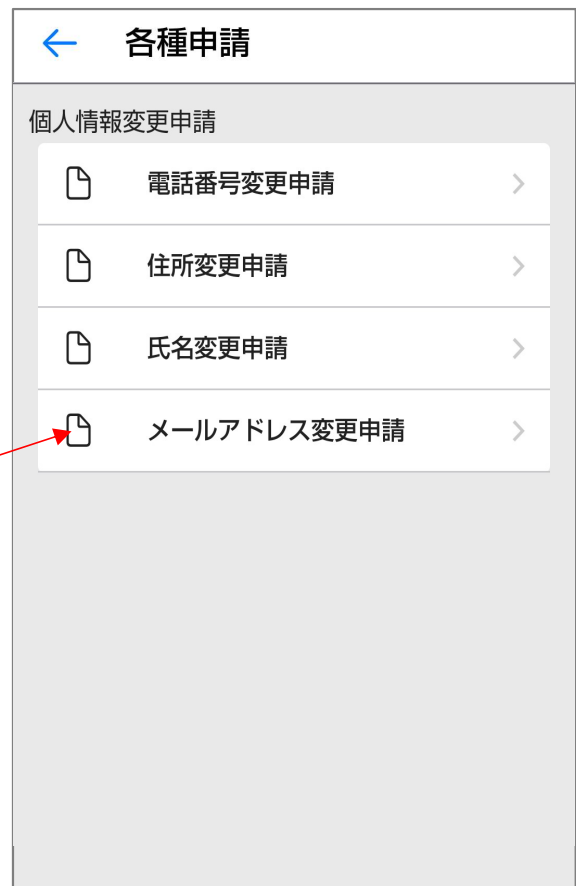 各種申請
個人情報変更申請
電話番号変更申請
住所変更申請
氏名変更申請
メールアドレス変更申請